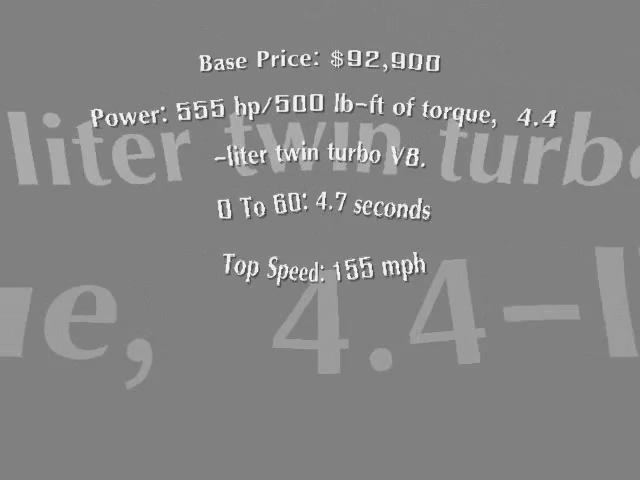 Base Price: $92,900
Power: 555 hp/500 lb-ft of torque, 4.4
-liter twin turbo V8.
0 To 60: 4.7 seconds
Top Speed: 155 mph
liter twin turbo
ue, 4.4-l